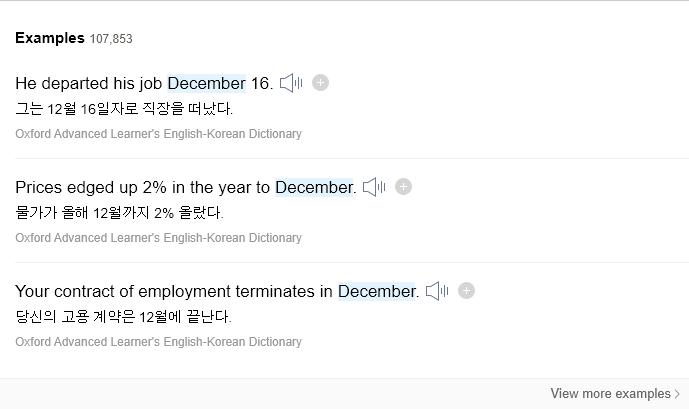 Examples 107,853
He departed his job December 16.
그는 12월 16일자로 직장을 떠났다.
Oxford Advanced Learner's English-Korean Dictionary
Prices edged up 2% in the year to December.
물가가 올해 12월까지 2% 올랐다.
Oxford Advanced Learner's English-Korean Dictionary
Your contract of employment terminates in December.
당신의 고용 계약은 12월에 끝난다.
Oxford Advanced Learner's English-Korean Dictionary
View more examples